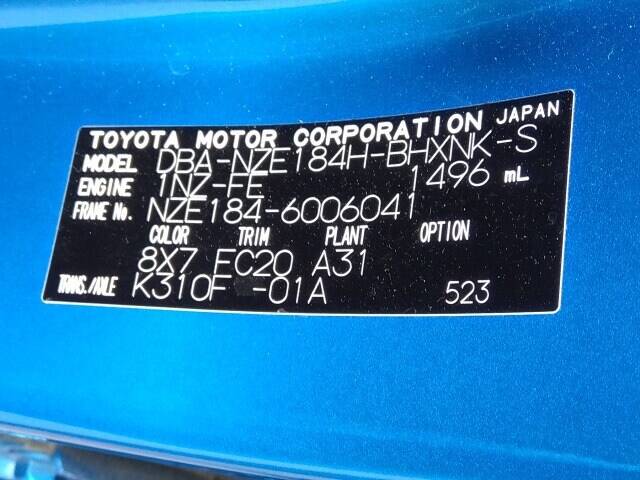 TOYOTA MOTOR CORPORATION JAPAN
MODEL DBA-NZE184H-BHXNK-S
ENGINE 1NZ-FE 1496 mL
FRAME No. NZE184-6006041
COLOR TRIM PLANT OPTION
8X7 FC20 A31
TRANS./AXLE K310F -01A 523